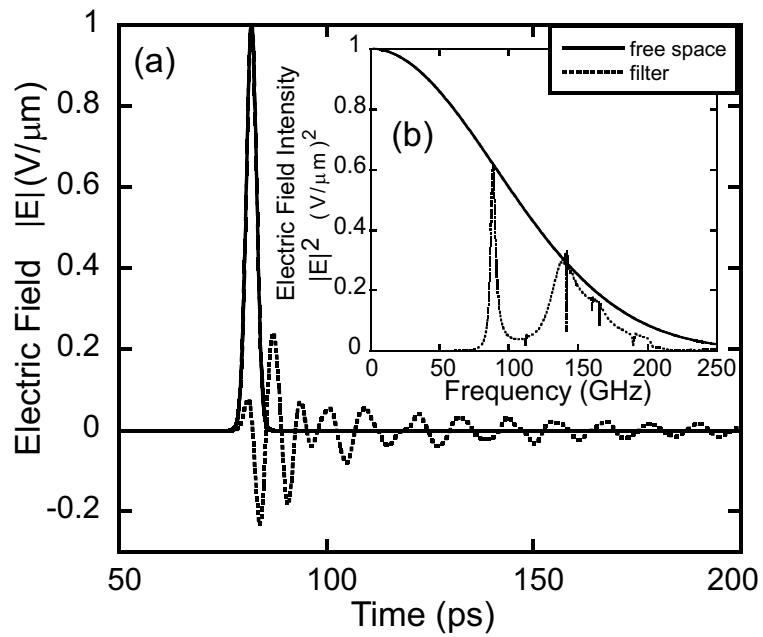 (a)
1
0.8
0.6
0.4
0.2
0
-0.2
Electric Field |E|(V/μm)
50
100
150
200
Time (ps)
free space
filter
(b)
1
0.8
0.6
0.4
0.2
0
Electric Field Intensity
|E|² (V/μm)²
0
50
100
150
200
250
Frequency (GHz)